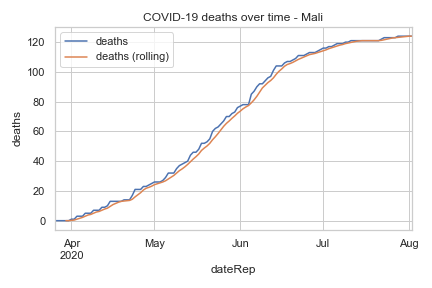 COVID-19 deaths over time - Mali
deaths
deaths (rolling)
120
100
80
60
40
20
0
deaths
Apr
2020
May
Jun
Jul
Aug
dateRep